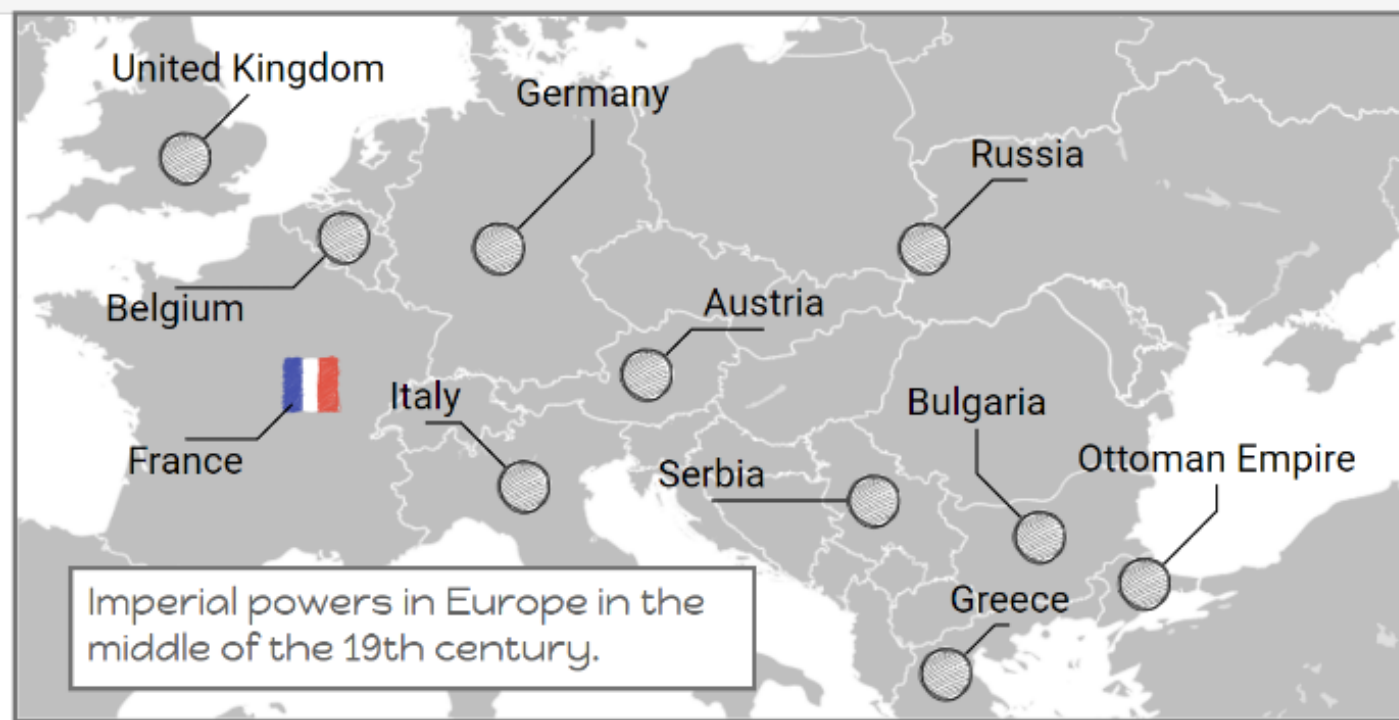 United Kingdom
Germany
Russia
Belgium
Austria
Italy
Bulgaria
France
Serbia
Ottoman Empire
Greece
Imperial powers in Europe in the
middle of the 19th century.